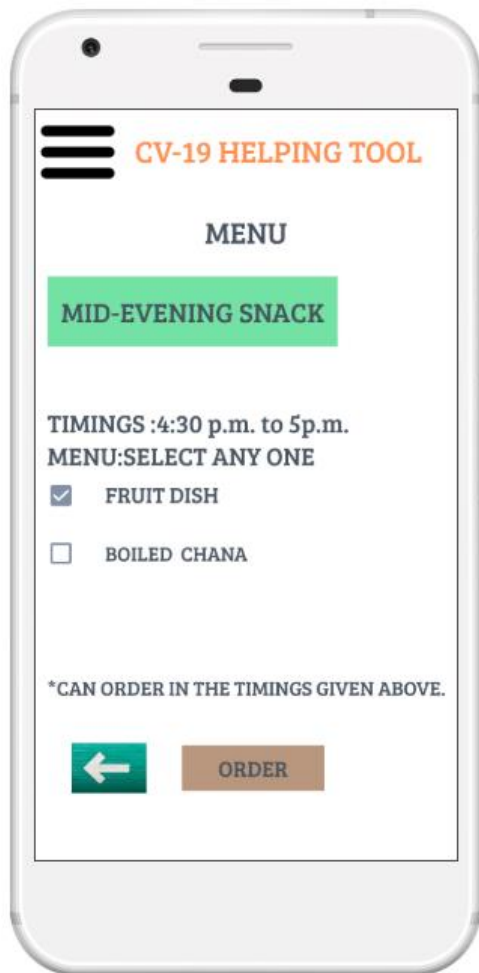 CV-19 HELPING TOOL
MENU
MID-EVENING SNACK
TIMINGS :4:30 p.m. to 5p.m.
MENU:SELECT ANY ONE
FRUIT DISH
BOILED CHANA
*CAN ORDER IN THE TIMINGS GIVEN ABOVE.
ORDER